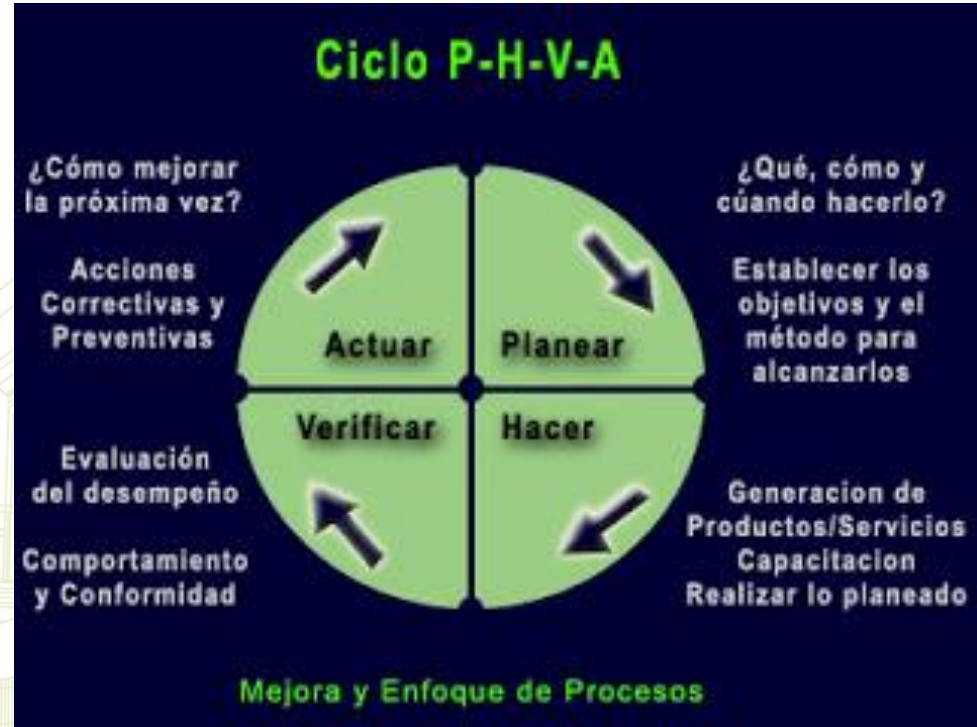 Ciclo P-H-V-A
¿Cómo mejorar
la próxima vez?
Acciones
Correctivas y
Preventivas
¿Qué, cómo y
cúando hacerlo?
Establecer los
objetivos y el
método para
alcanzarlos
Actuar
Planear
Verificar
Hacer
Evaluación
del desempeño
Comportamiento
y Conformidad
Generacion de
Productos/Servicios
Capacitacion
Realizar lo planeado
Mejora y Enfoque de Procesos